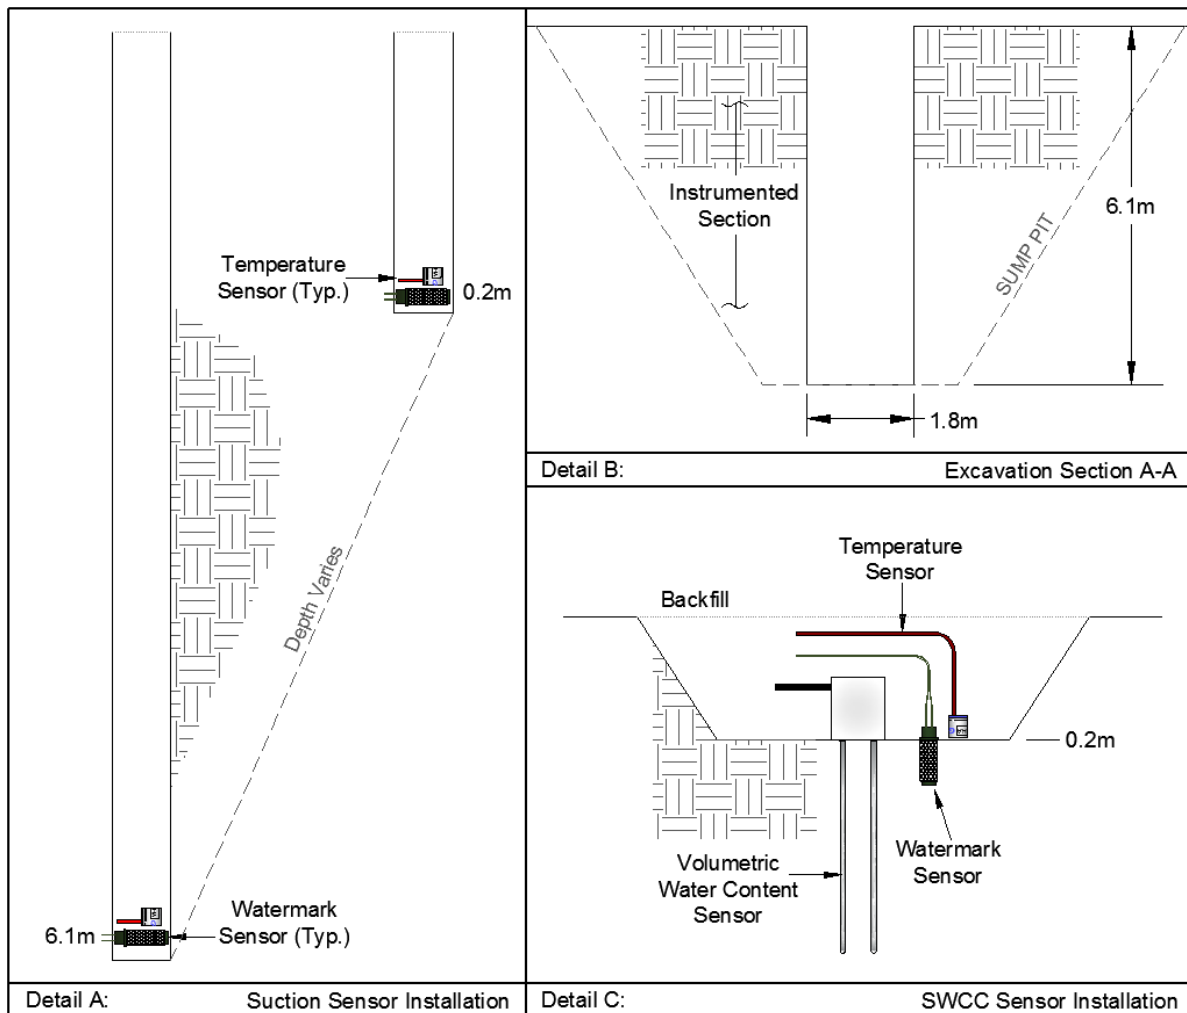 Temperature
Sensor (Typ.)
0.2m
Depth Varies
Watermark
Sensor (Typ.)
6.1m
Detail A:
Suction Sensor Installation
Instrumented
Section
SUMP PIT
6.1m
1.8m
Detail B:
Excavation Section A-A
Temperature
Sensor
Backfill
0.2m
Volumetric
Water Content
Sensor
Watermark
Sensor
Detail C:
SWCC Sensor Installation